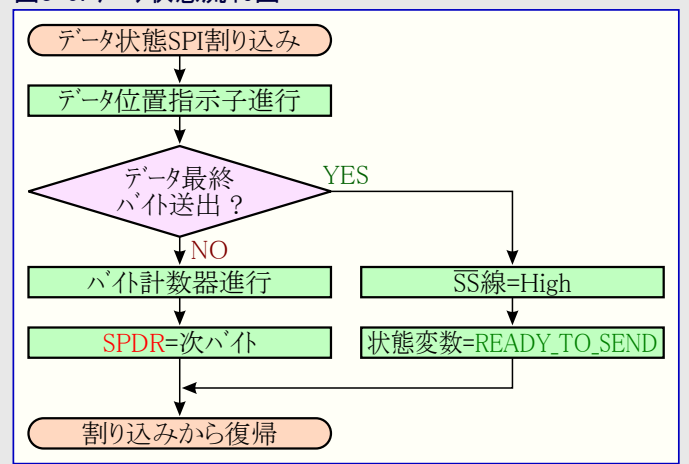 データ状態SPI割り込み
データ位置指示子進行
データ最終
バイト送出 ?
YES
NO
バイト計数器進行
SS線=High
SPDR=次バイト
状態変数=READY_TO_SEND
割り込みから復帰